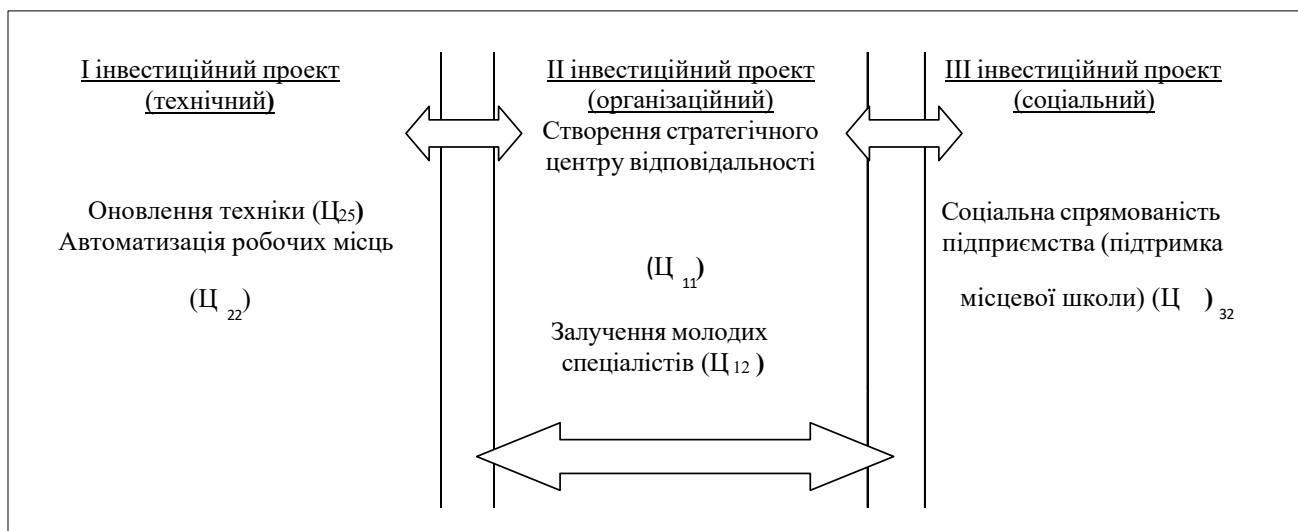 І інвестиційний проект
(технічний)
Оновлення техніки (Ц25)
Автоматизація робочих місць
(Ц 22)
ІІ інвестиційний проект
(організаційний)
Створення стратегічного
центру відповідальності
(Ц 11)
Залучення молодих
спеціалістів (Ц 12 )
ІІІ інвестиційний проект
(соціальний)
Соціальна спрямованість
підприємства (підтримка
місцевої школи) (Ц ) 32